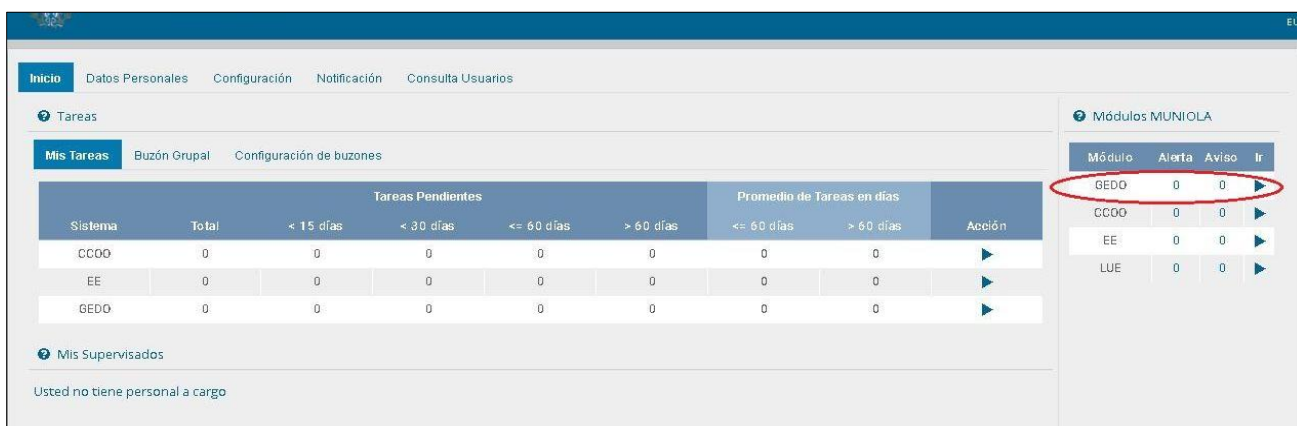 EU
Inicio Datos Personales Configuración Notificación Consulta Usuarios
Tareas
Mis Tareas Buzón Grupal Configuración de buzones
Tareas Pendientes Promedio de Tareas en días
Sistema Total < 15 días < 30 días <= 60 días > 60 días <= 60 días > 60 días Acción
CCOO 0 0 0 0 0 0 0
EE 0 0 0 0 0 0 0
GEDO 0 0 0 0 0 0 0
Mis Supervisados
Usted no tiene personal a cargo
Módulos MUNIOLA
Módulo Alerta Aviso Ir
GEDO 0 0
CCOO 0 0
EE 0 0
LUE 0 0